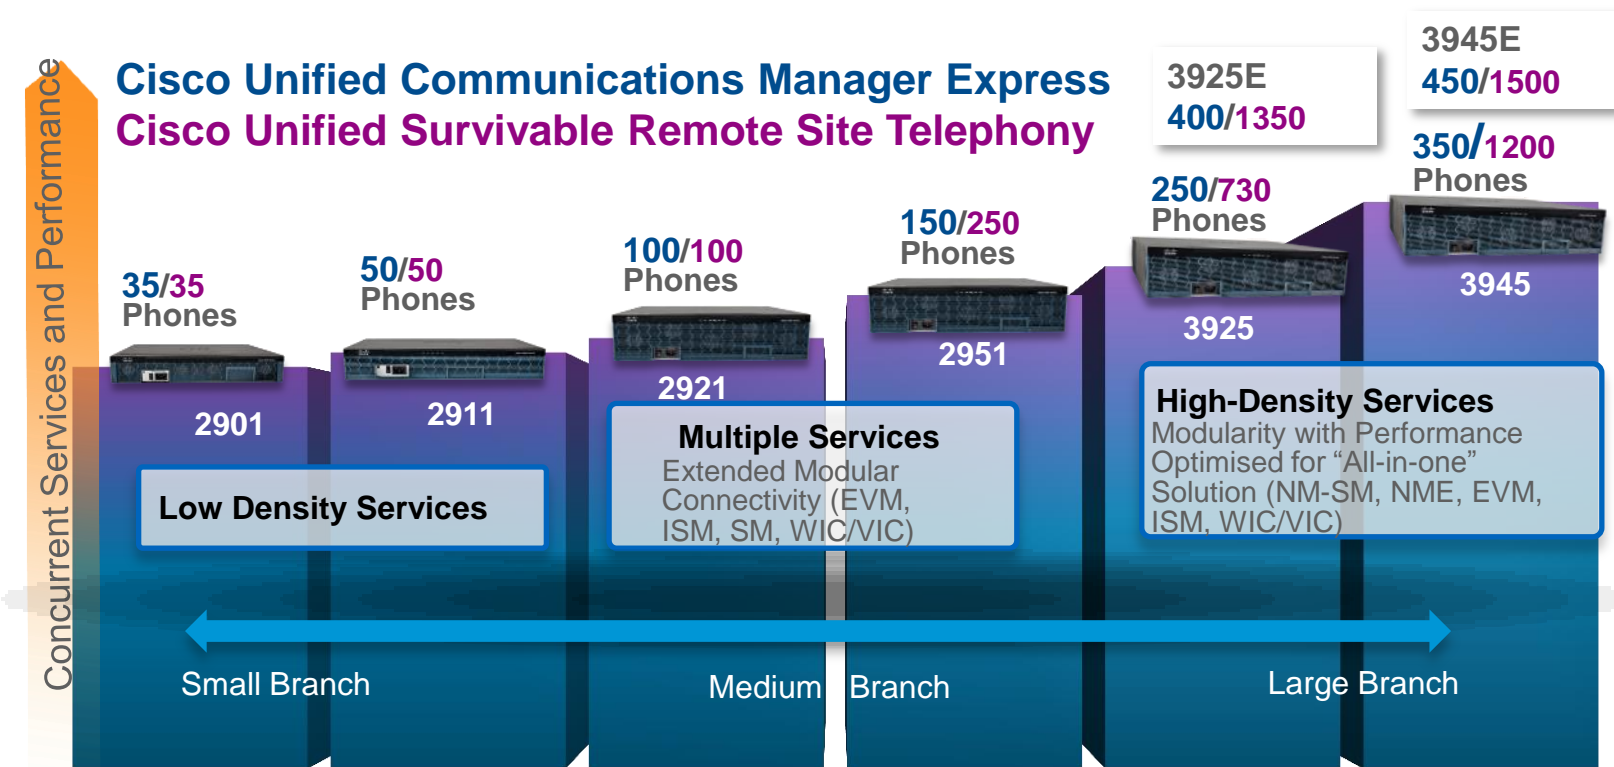 Concurrent Services and Performance
Cisco Unified Communications Manager Express
Cisco Unified Survivable Remote Site Telephony
3925E
400/1350
3945E
450/1500
35/35
Phones
50/50
Phones
100/100
Phones
150/250
Phones
250/730
Phones
350/1200
Phones
2901
2911
2921
2951
3925
3945
Low Density Services
Multiple Services
Extended Modular
Connectivity (EVM,
ISM, SM, WIC/VIC)
High-Density Services
Modularity with Performance
Optimised for “All-in-one”
Solution (NM-SM, NME, EVM,
ISM, WIC/VIC)
Small Branch
Medium Branch
Large Branch